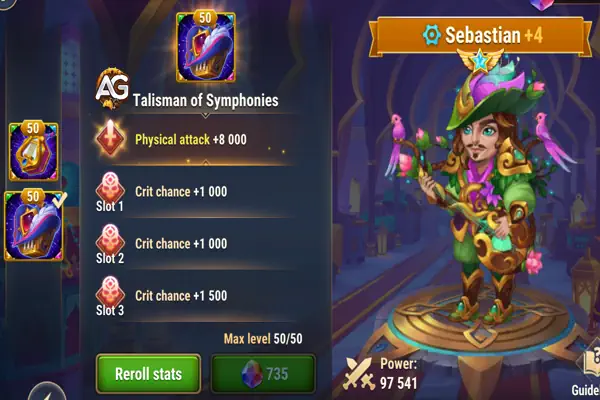 50
Sebastian +4
AG
Talisman of Symphonies
50
Physical attack +8 000
Crit chance +1 000
Slot 1
50
Crit chance +1 000
Slot 2
Crit chance +1 500
Slot 3
Max level 50/50
Reroll stats
735
Power:
97 541
Guide